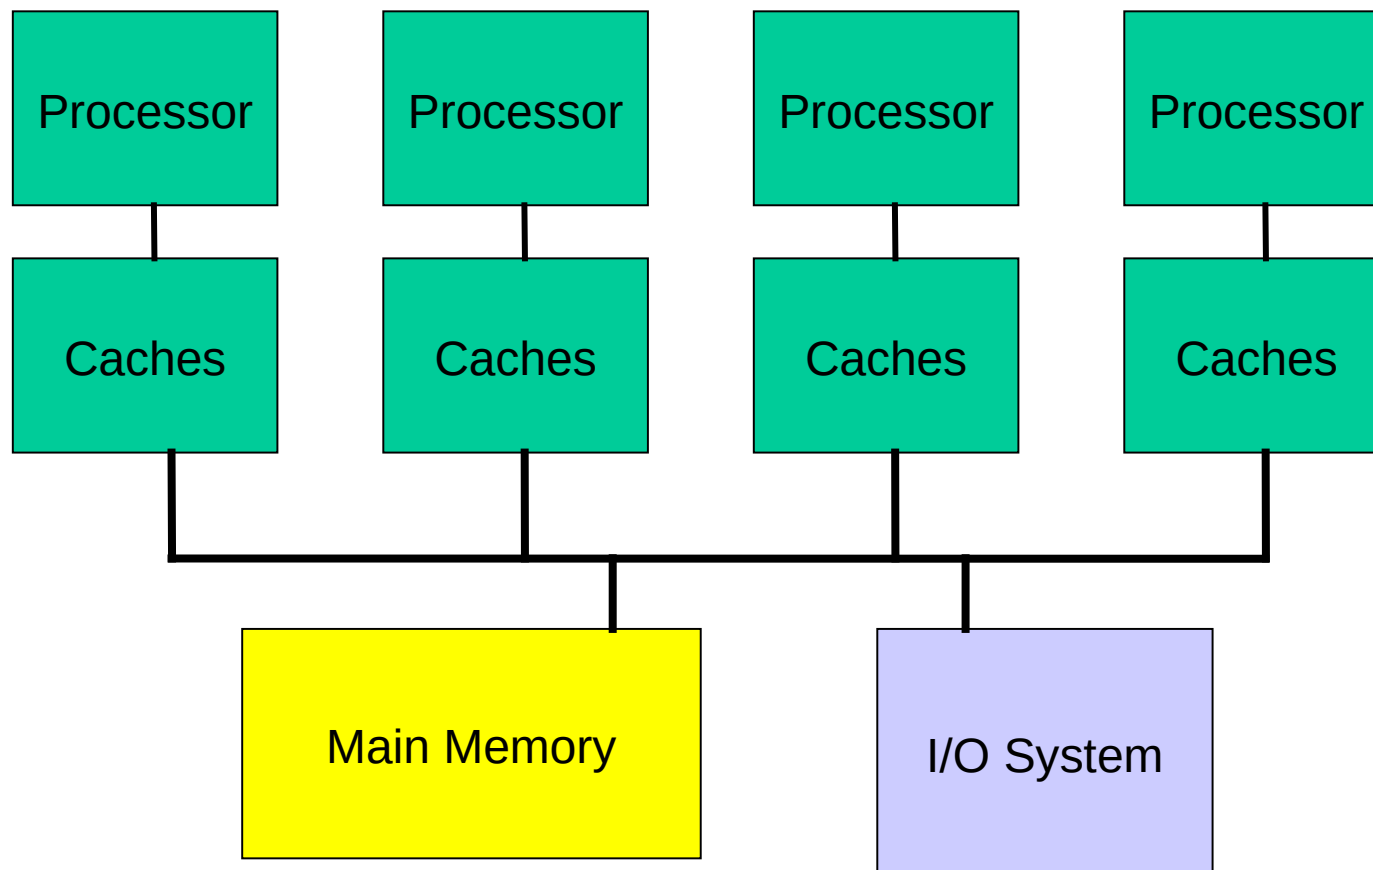 Processor
Processor
Processor
Processor
Caches
Caches
Caches
Caches
Main Memory
I/O System